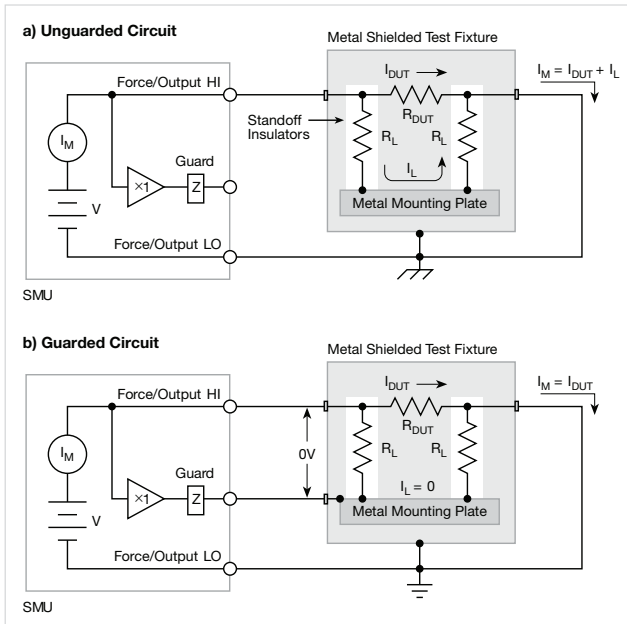 a) Unguarded Circuit
Metal Shielded Test Fixture
Force/Output HI
I_DUT
I_M = I_DUT + I_L
R_DUT
Standoff
Insulators
R_L
R_L
I_M
Guard
×1
Z
I_L
Metal Mounting Plate
V
Force/Output LO
SMU
b) Guarded Circuit
Metal Shielded Test Fixture
Force/Output HI
I_DUT
I_M = I_DUT
R_DUT
I_M
0V
R_L
R_L
Guard
I_L = 0
×1
Z
Metal Mounting Plate
V
Force/Output LO
SMU